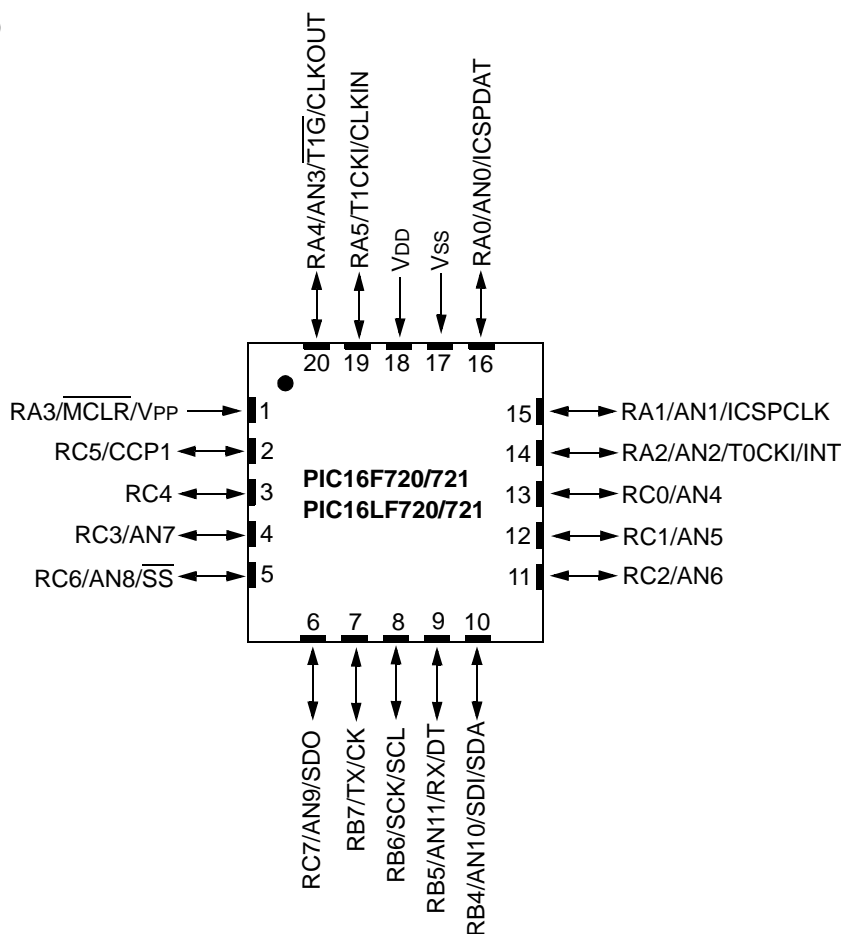 RA4/AN3/T1G/CLKOUT
RA5/T1CKI/CLKIN
VDD
VSS
RA0/AN0/ICSPDAT
20
19
18
17
16
RA3/MCLR/VPP
1
RC5/CCP1
2
RC4
3
RC3/AN7
4
RC6/AN8/SS
5
PIC16F720/721
PIC16LF720/721
15
RA1/AN1/ICSPCLK
14
RA2/AN2/T0CKI/INT
13
RC0/AN4
12
RC1/AN5
11
RC2/AN6
6
7
8
9
10
RC7/AN9/SDO
RB7/TX/CK
RB6/SCK/SCL
RB5/AN11/RX/DT
RB4/AN10/SDI/SDA